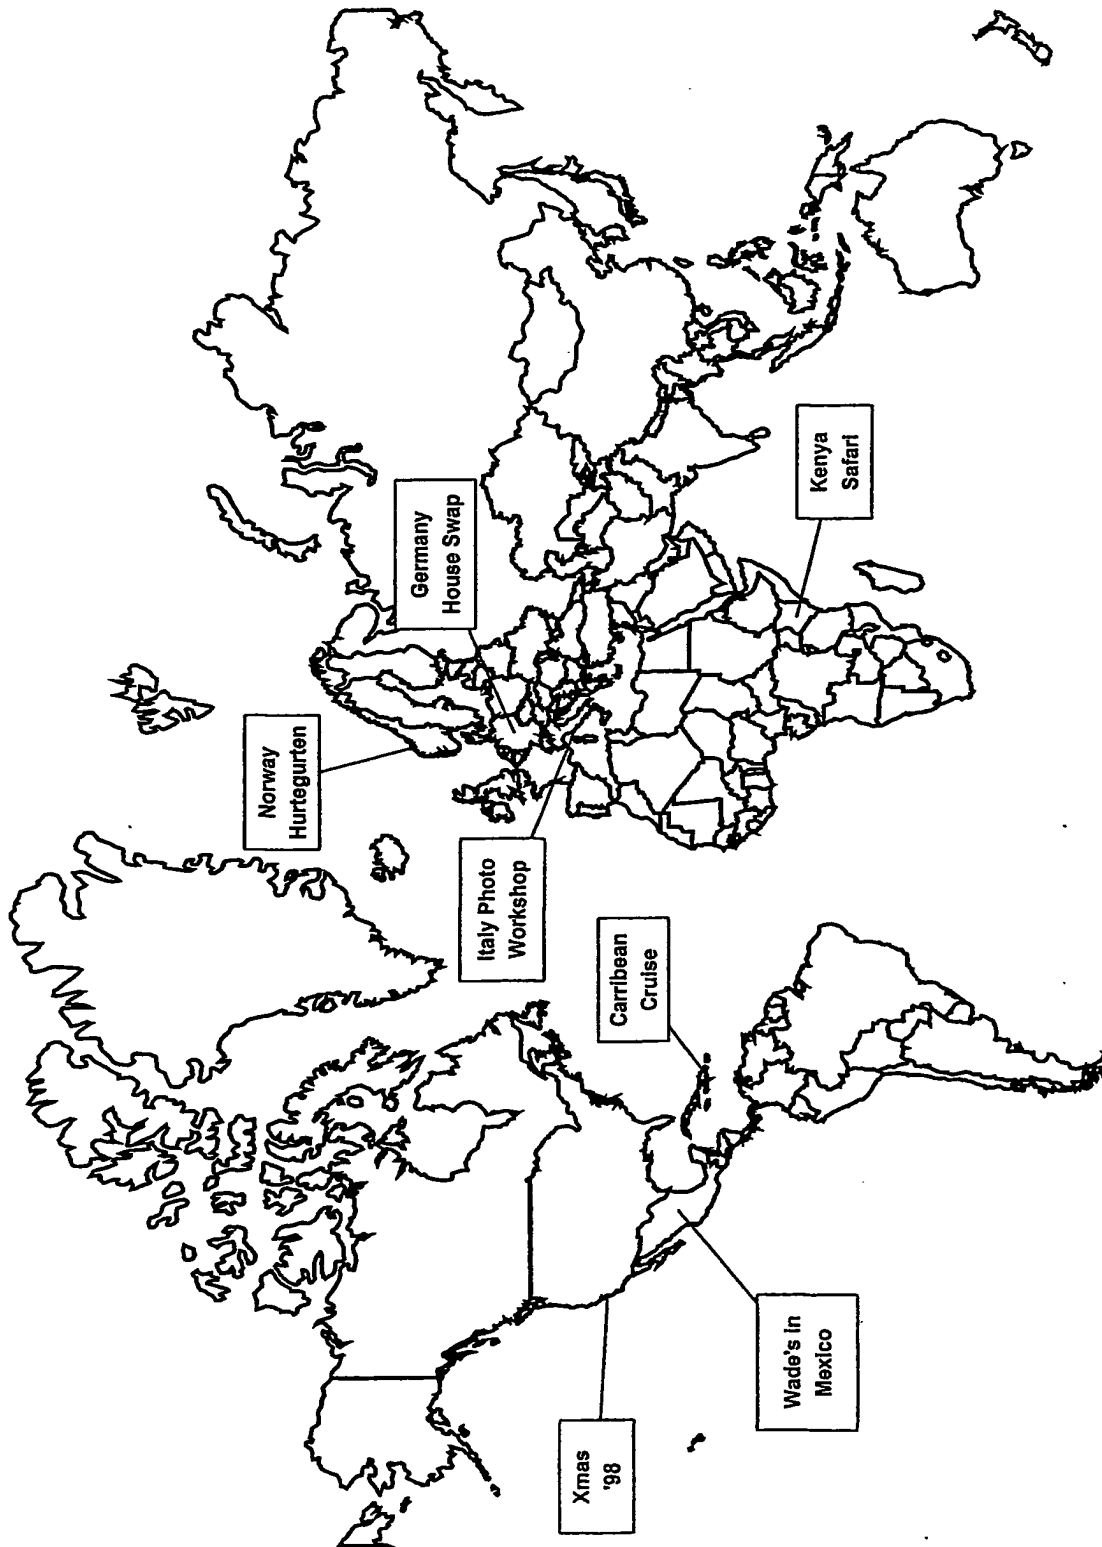 Norway
Hurtegurten
Germany
House Swap
Italy Photo
Workshop
Carribean
Cruise
Kenya
Safari
Xmas
'98
Wade's in
Mexico